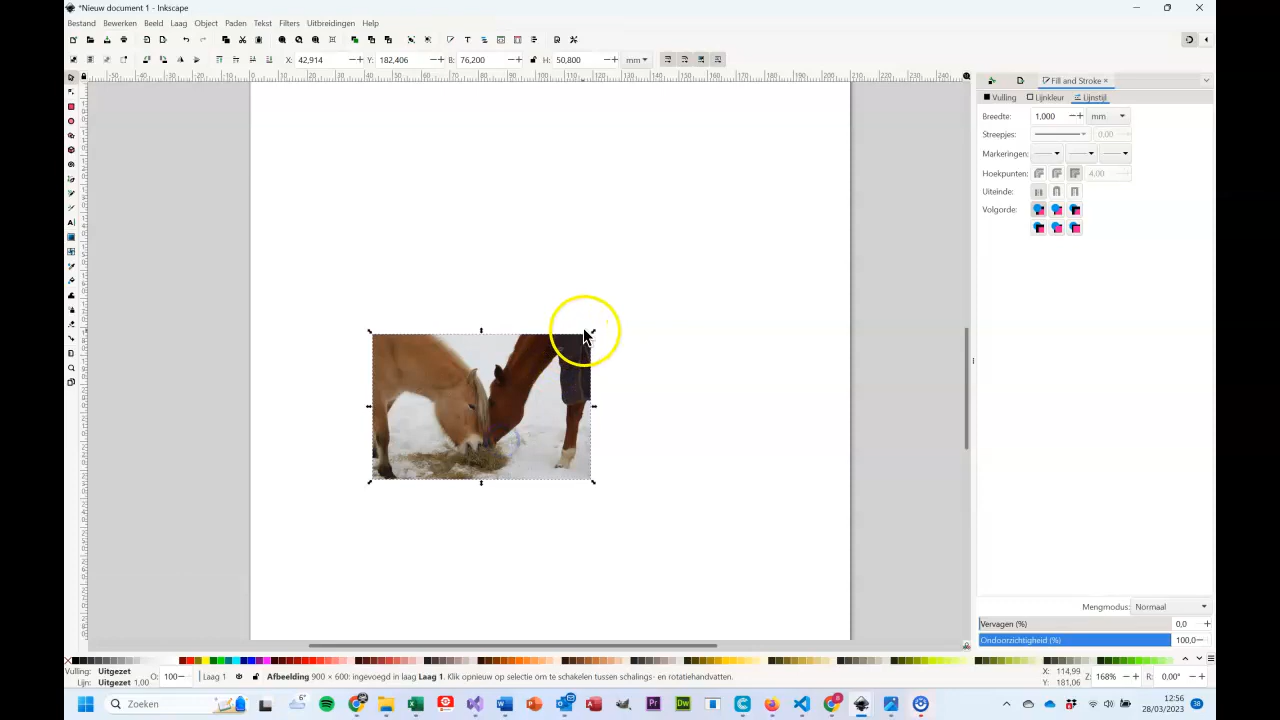 *Nieuw document 1 - Inkscape
Bestand Bewerken Beeld Laag Object Paden Tekst Filters Uitbreidingen Help
X: 42,914 Y: 182,406 B: 76,200 H: 50,800 mm
Fill and Stroke
Vulling Lijnkleur Lijnstijl
Breedte: 1,000 mm
Streepjes: 0,00
Markeringen:
Hoekpunten: 4.00
Uiteinde:
Volgorde:
Mengmodus: Normaal
Vervagen (%) 0,0
Ondoorzichtigheid (%) 100,0
Vulling: Uitgezet
Lijn: Uitgezet 1,00
O: 100
Laag 1
Afbeelding 900 × 600: ingevoegd in laag Laag 1. Klik opnieuw op selectie om te schakelen tussen schalings- en rotatiehandvatten.
X: 114,99
Y: 181,06
Z: 168%
R: 0.00°
Zoeken
6°
12:56
28/03/2023
38